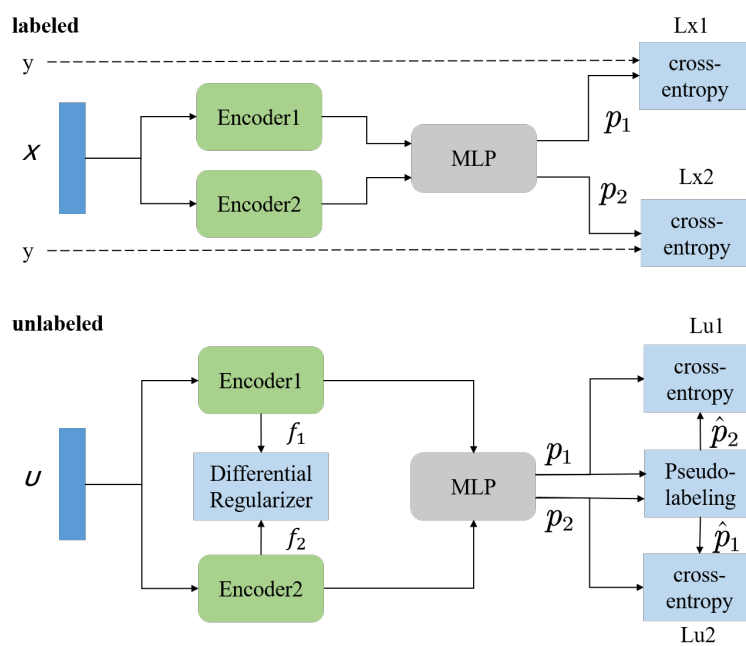 labeled
Lx1
y
cross-
entropy
Encoder1
p₁
X
MLP
Encoder2
p₂
Lx2
cross-
entropy
y
unlabeled
Lu1
Encoder1
cross-
entropy
f₁
p̂₂
U
Differential
Regularizer
MLP
p₁
p₂
Pseudo-
labeling
f₂
p̂₁
Encoder2
cross-
entropy
Lu2